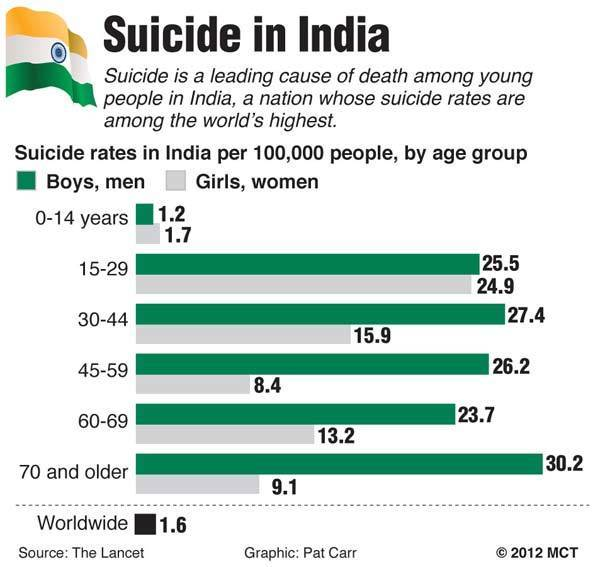 Suicide in India
Suicide is a leading cause of death among young
people in India, a nation whose suicide rates are
among the world's highest.
Suicide rates in India per 100,000 people, by age group
Boys, men Girls, women
0-14 years 1.2
1.7
15-29 25.5
24.9
30-44 27.4
15.9
45-59 26.2
8.4
60-69 23.7
13.2
70 and older 30.2
9.1
Worldwide 1.6
Source: The Lancet Graphic: Pat Carr © 2012 MCT